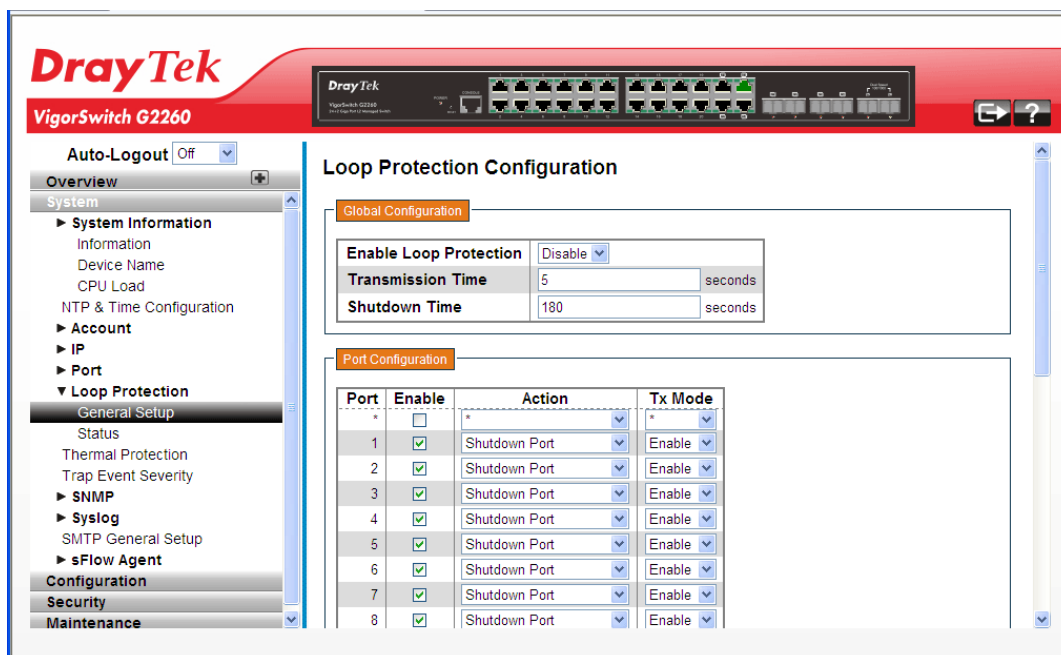 DrayTek
VigorSwitch G2260
DrayTek
VigorSwitch G2260
Auto-Logout Off
Overview
System
System Information
Information
Device Name
CPU Load
NTP & Time Configuration
Account
IP
Port
Loop Protection
General Setup
Status
Thermal Protection
Trap Event Severity
SNMP
Syslog
SMTP General Setup
sFlow Agent
Configuration
Security
Maintenance
?
Loop Protection Configuration
Global Configuration
Enable Loop Protection Disable
Transmission Time 5 seconds
Shutdown Time 180 seconds
Port Configuration
Port Enable Action Tx Mode
* * *
1 Shutdown Port Enable
2 Shutdown Port Enable
3 Shutdown Port Enable
4 Shutdown Port Enable
5 Shutdown Port Enable
6 Shutdown Port Enable
7 Shutdown Port Enable
8 Shutdown Port Enable